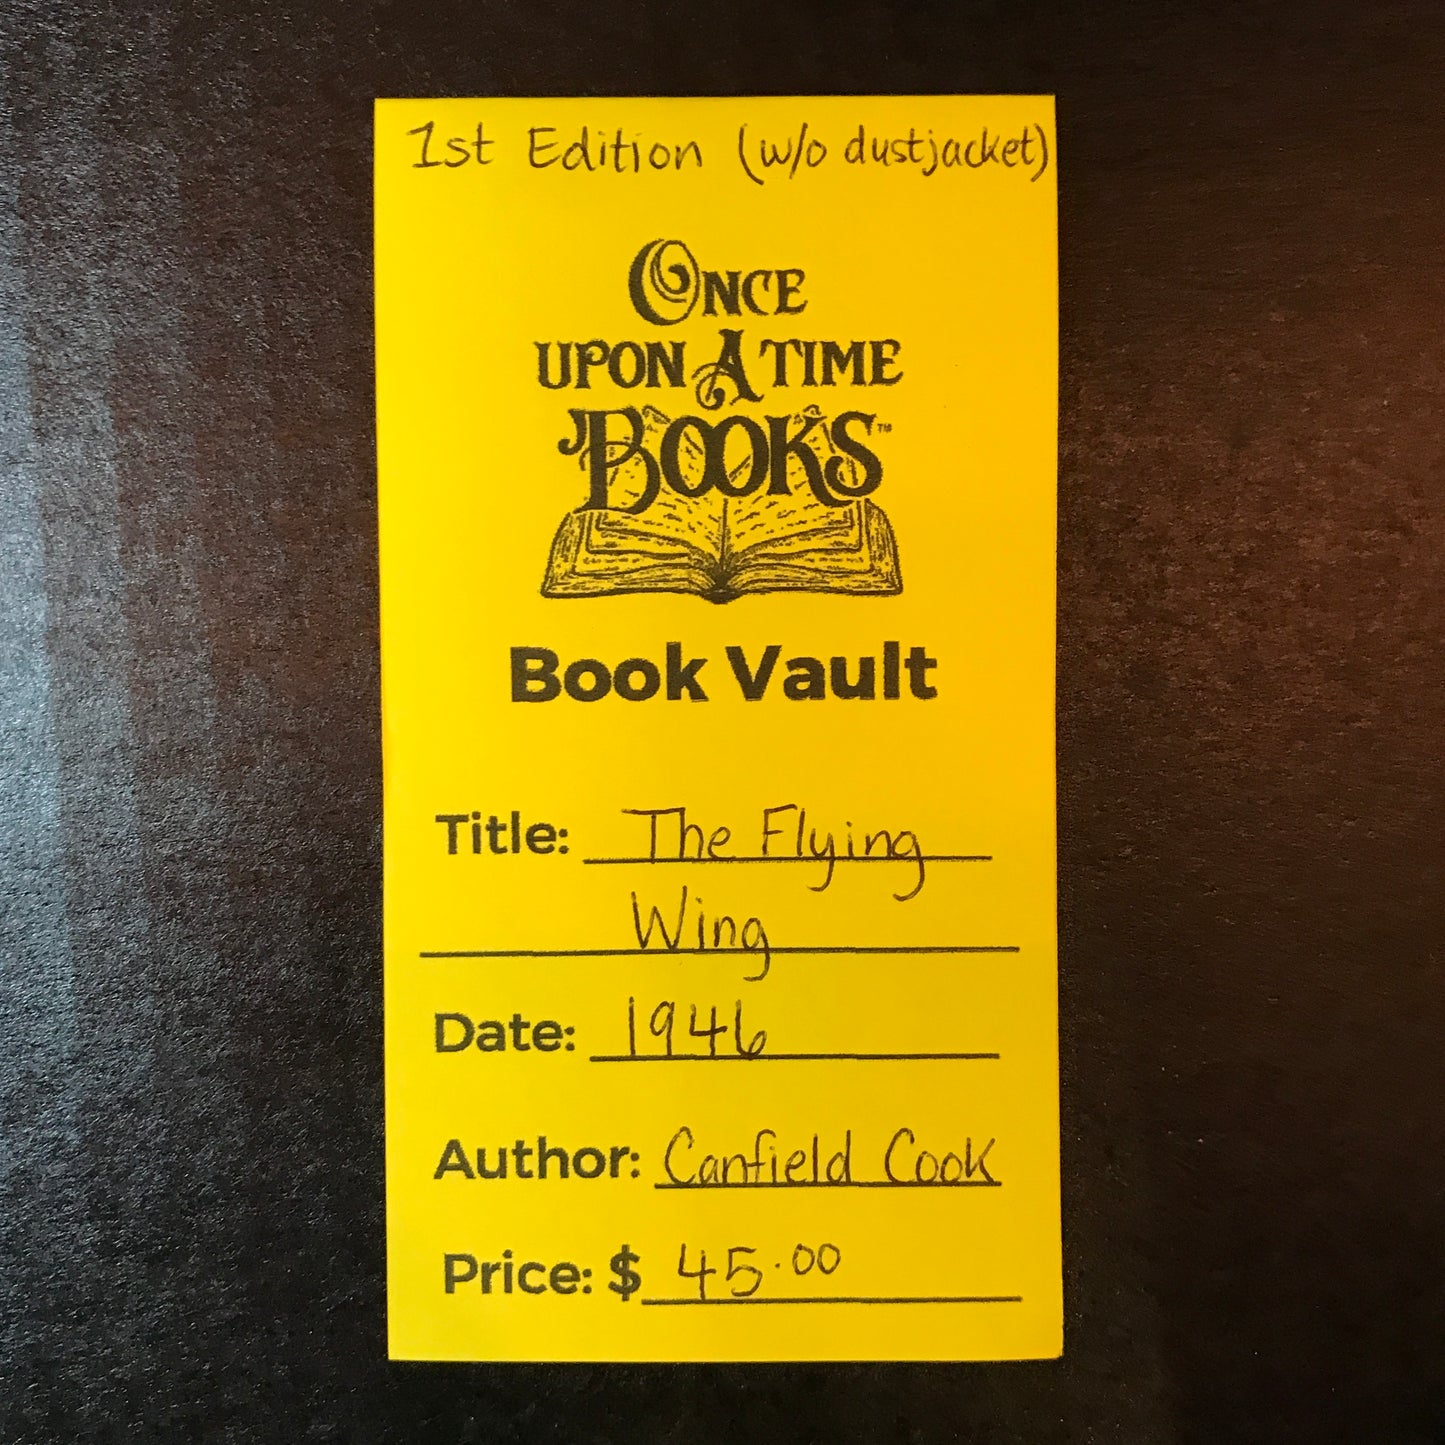 1st Edition (w/o dustjacket)
ONCE
UPON A TIME
BOOKS™
Book Vault
Title: The Flying
Wing
Date: 1946
Author: Canfield Cook
Price: $ 45.00